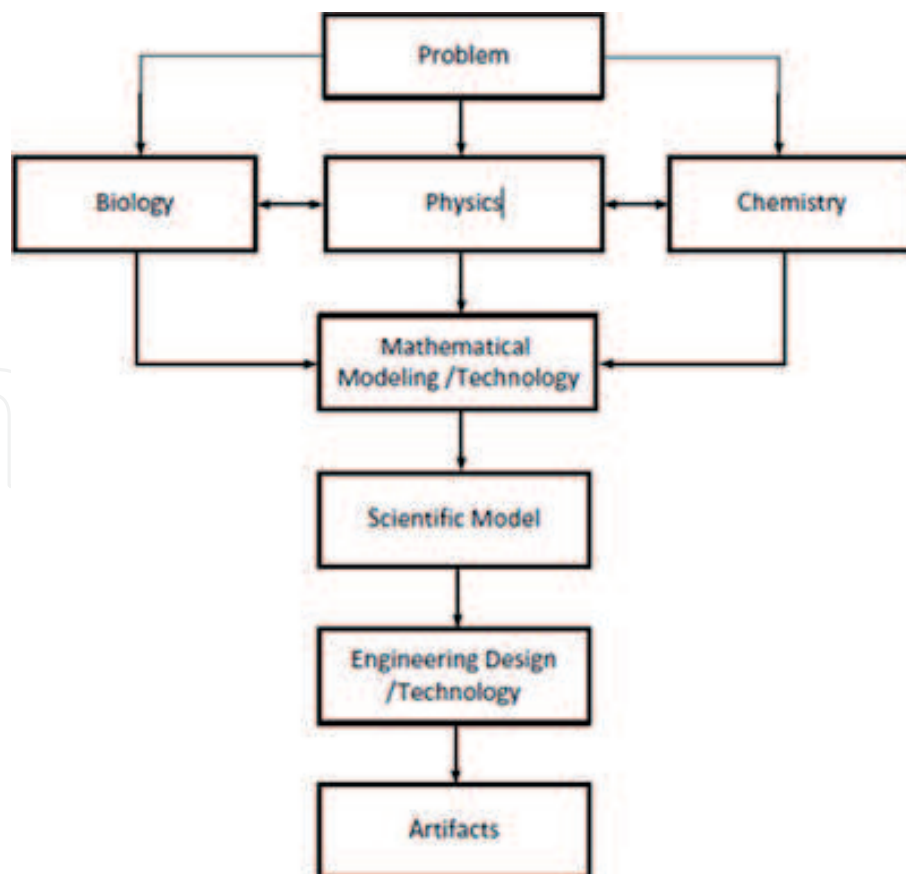 Problem
Biology
Physics
Chemistry
Mathematical
Modeling /Technology
Scientific Model
Engineering Design
/Technology
Artifacts